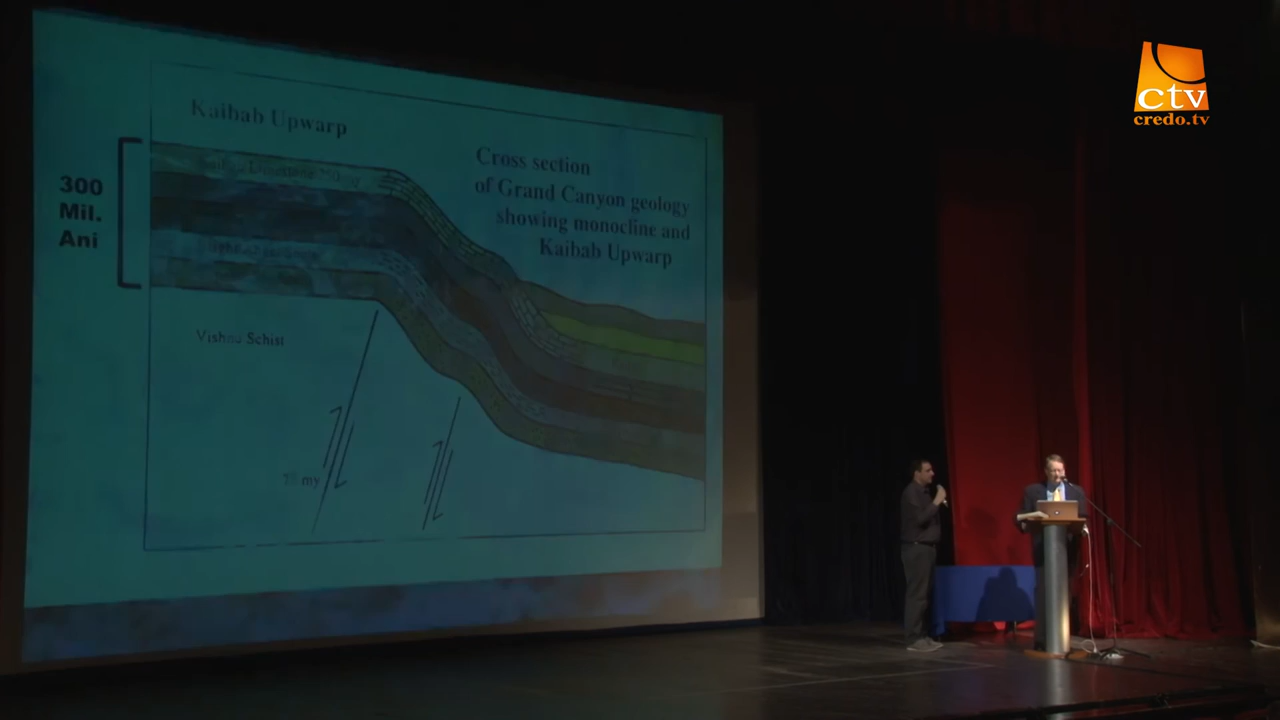 Kaibab Upwarp
Cross section
of Grand Canyon geology
showing monocline and
Kaibab Upwarp
300
Mil.
Ani
Vishnu Schist
my
ctv
credo.tv